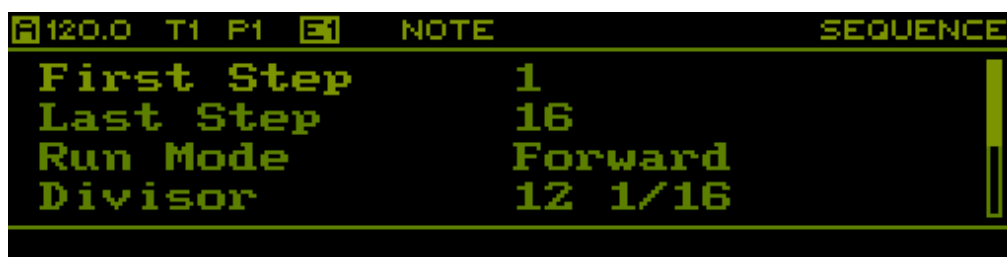 A 120.0 T1 P1 E1 NOTE SEQUENCE
First Step 1
Last Step 16
Run Mode Forward
Divisor 12 1/16